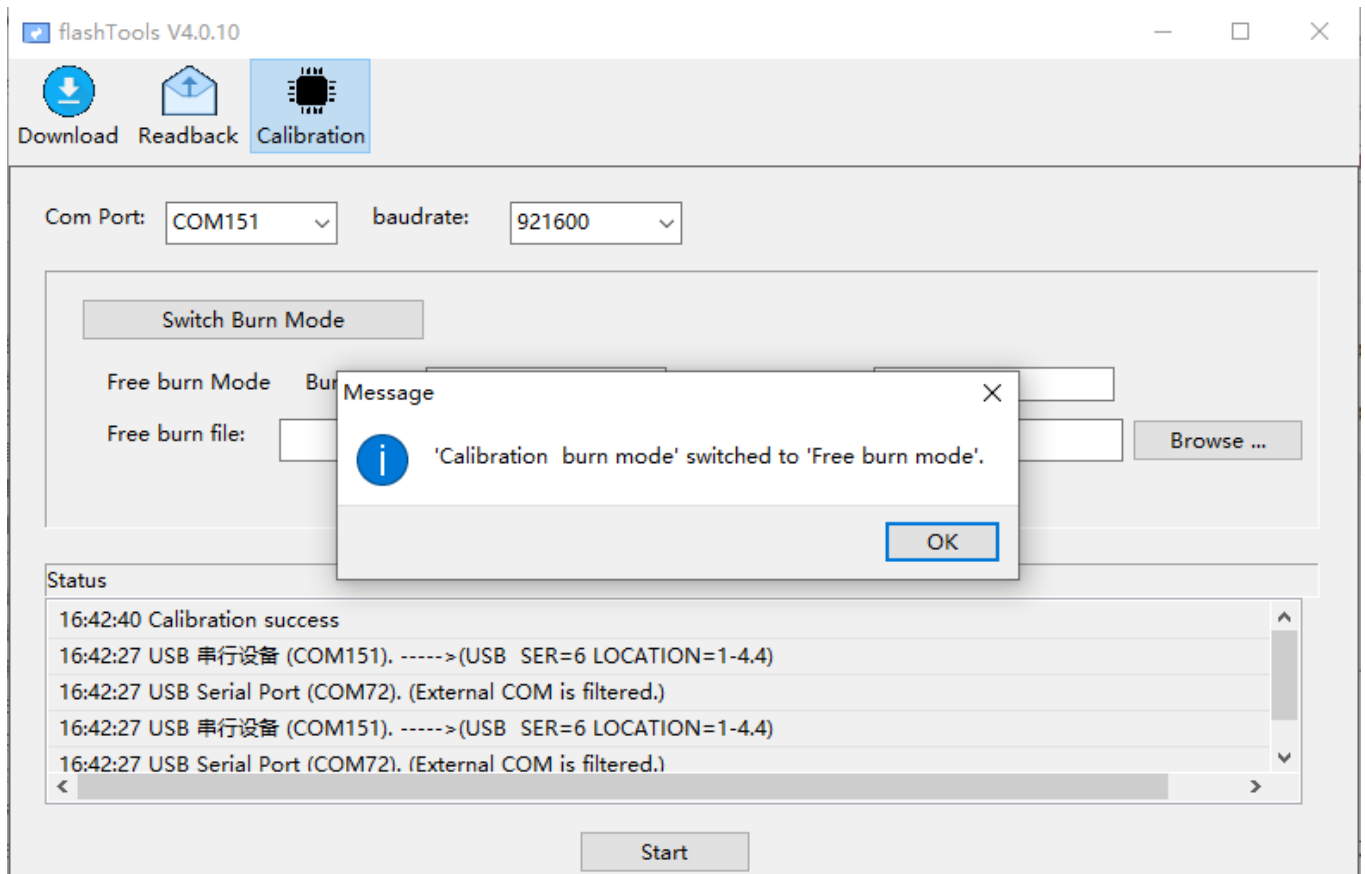 flashTools V4.0.10
Download Readback Calibration
Com Port: COM151 baudrate: 921600
Switch Burn Mode
Free burn Mode
Message
Free burn file:
Browse ...
'Calibration  burn mode' switched to 'Free burn mode'.
OK
Status
16:42:40 Calibration success
16:42:27 USB 串行设备 (COM151). ----->(USB  SER=6 LOCATION=1-4.4)
16:42:27 USB Serial Port (COM72). (External COM is filtered.)
16:42:27 USB 串行设备 (COM151). ----->(USB  SER=6 LOCATION=1-4.4)
16:42:27 USB Serial Port (COM72). (External COM is filtered.)
Start